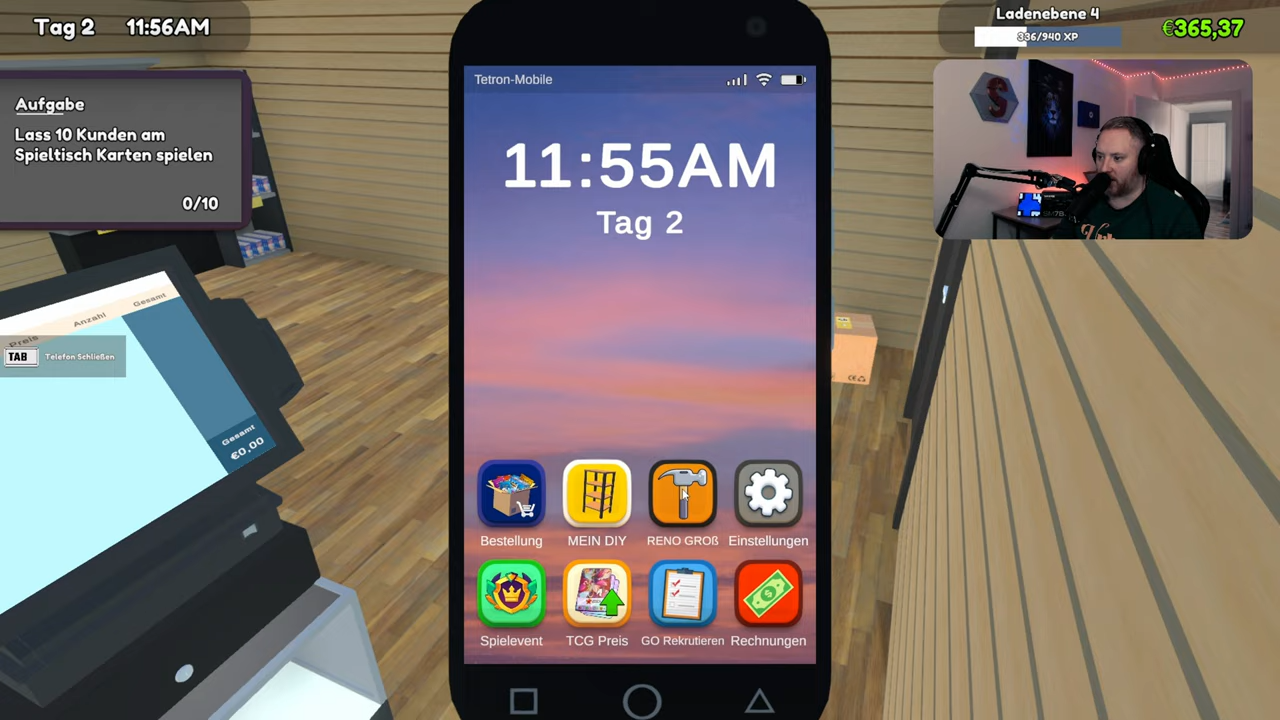 Tag 2 11:56AM
Ladenebene 4
336/940 XP
€365,37
Aufgabe
Lass 10 Kunden am
Spieltisch Karten spielen
0/10
Tetron-Mobile
11:55AM
Tag 2
Preis Anzahl Gesamt
TAB Telefon Schließen
Gesamt
€0.00
Bestellung MEIN DIY RENO GROß Einstellungen
Spielevent TCG Preis GO Rekrutieren Rechnungen